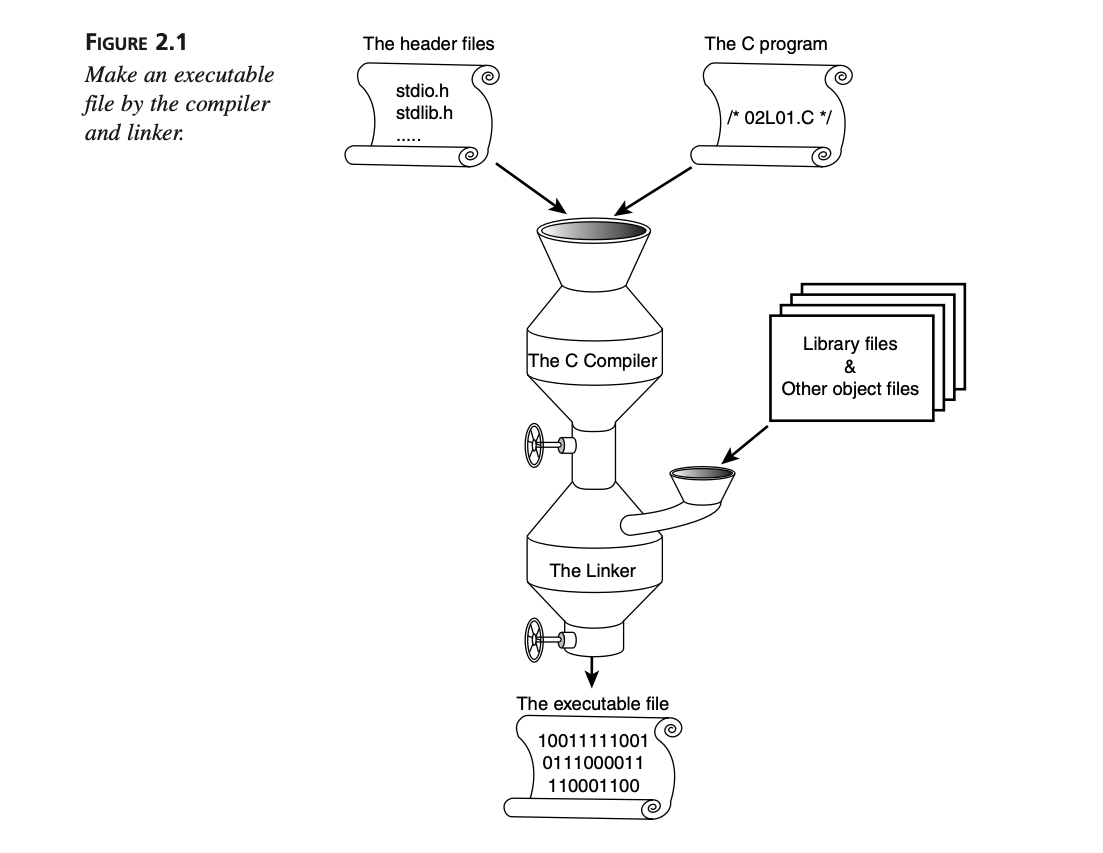 FIGURE 2.1
Make an executable
file by the compiler
and linker.
The header files
stdio.h
stdlib.h
.....
The C program
/* 02L01.C */
The C Compiler
Library files
&
Other object files
The Linker
The executable file
10011111001
0111000011
110001100